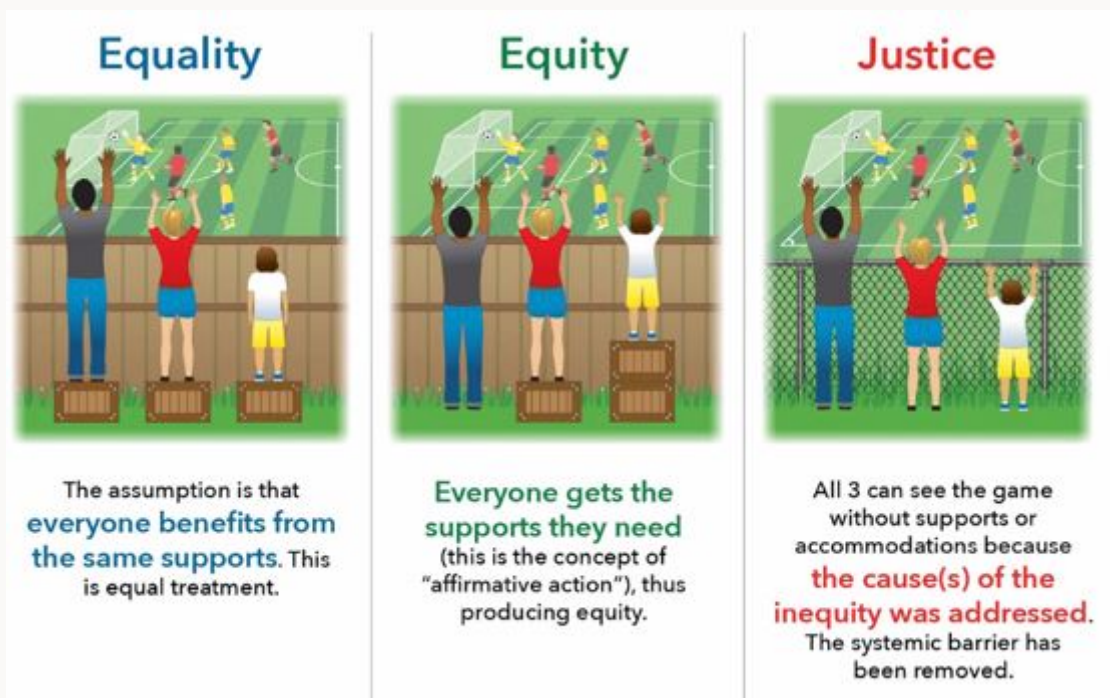 Equality
The assumption is that
everyone benefits from
the same supports. This
is equal treatment.
Equity
Everyone gets the
supports they need
(this is the concept of
“affirmative action”), thus
producing equity.
Justice
All 3 can see the game
without supports or
accommodations because
the cause(s) of the
inequity was addressed.
The systemic barrier has
been removed.